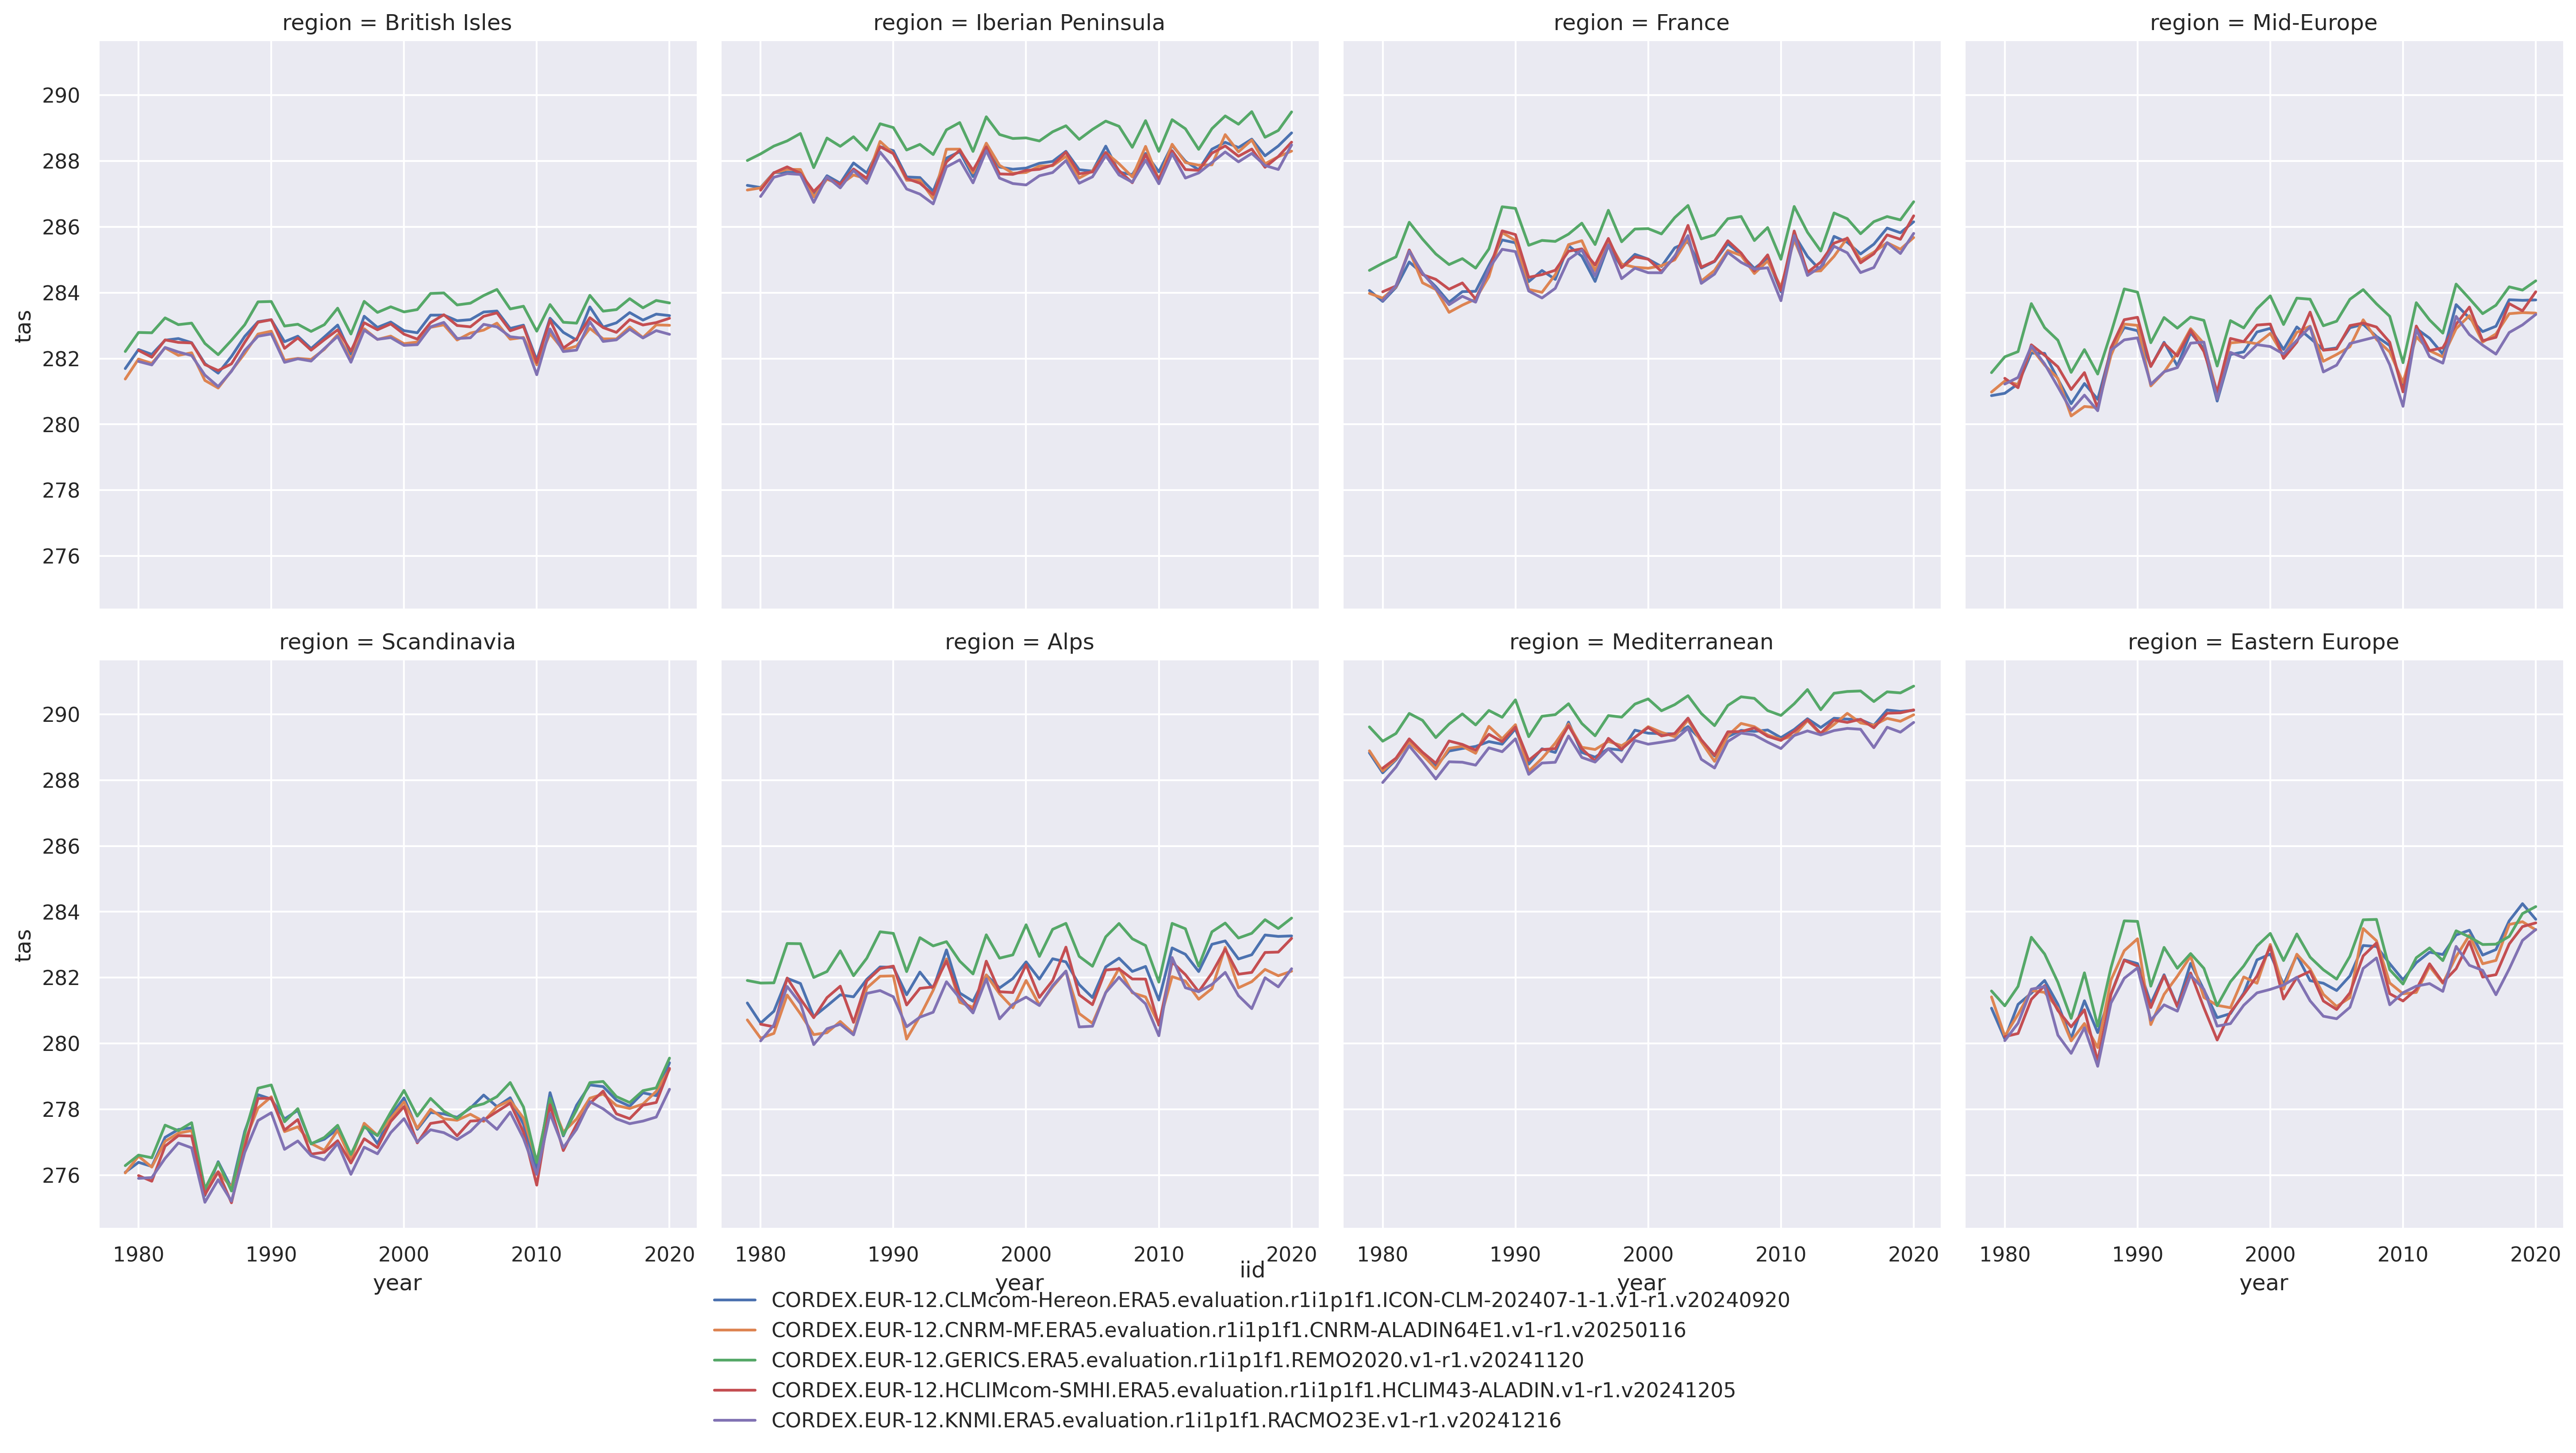 region = British Isles
region = Iberian Peninsula
region = France
region = Mid-Europe
290
288
286
284
282
280
278
276
tas
region = Scandinavia
region = Alps
region = Mediterranean
region = Eastern Europe
290
288
286
284
282
280
278
276
tas
1980 1990 2000 2010 2020
1980 1990 2000 2010 2020
1980 1990 2000 2010 2020
1980 1990 2000 2010 2020
year
year
year
year
iid
CORDEX.EUR-12.CLMcom-Hereon.ERA5.evaluation.r1i1p1f1.ICON-CLM-202407-1-1.v1-r1.v20240920
CORDEX.EUR-12.CNRM-MF.ERA5.evaluation.r1i1p1f1.CNRM-ALADIN64E1.v1-r1.v20250116
CORDEX.EUR-12.GERICS.ERA5.evaluation.r1i1p1f1.REMO2020.v1-r1.v20241120
CORDEX.EUR-12.HCLIMcom-SMHI.ERA5.evaluation.r1i1p1f1.HCLIM43-ALADIN.v1-r1.v20241205
CORDEX.EUR-12.KNMI.ERA5.evaluation.r1i1p1f1.RACMO23E.v1-r1.v20241216